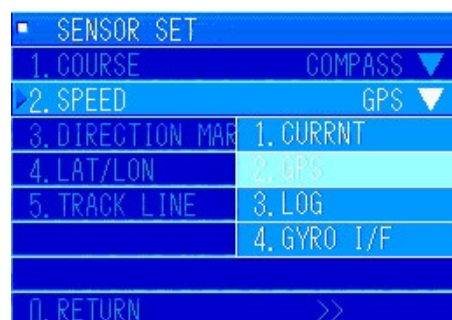 SENSOR SET
1. COURSE COMPASS ▼
2. SPEED GPS ▼
3. DIRECTION MAR
4. LAT/LON
5. TRACK LINE
1. CURRNT
2. GPS
3. LOG
4. GYRO I/F
0. RETURN >>